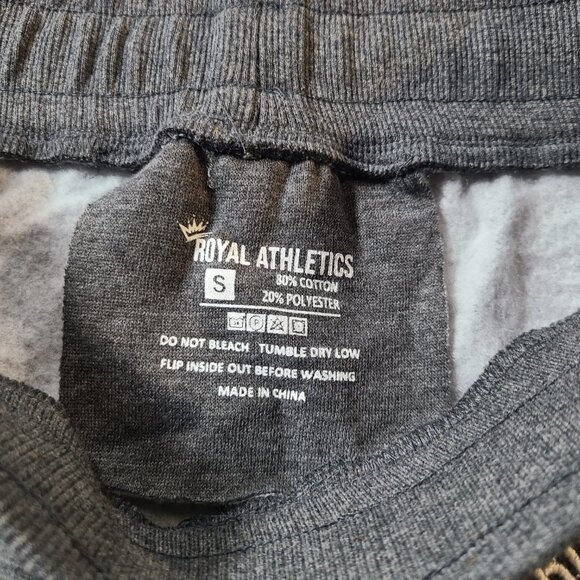 ROYAL ATHLETICS
S
80% COTTON
20% POLYESTER
DO NOT BLEACH TUMBLE DRY LOW
FLIP INSIDE OUT BEFORE WASHING
MADE IN CHINA